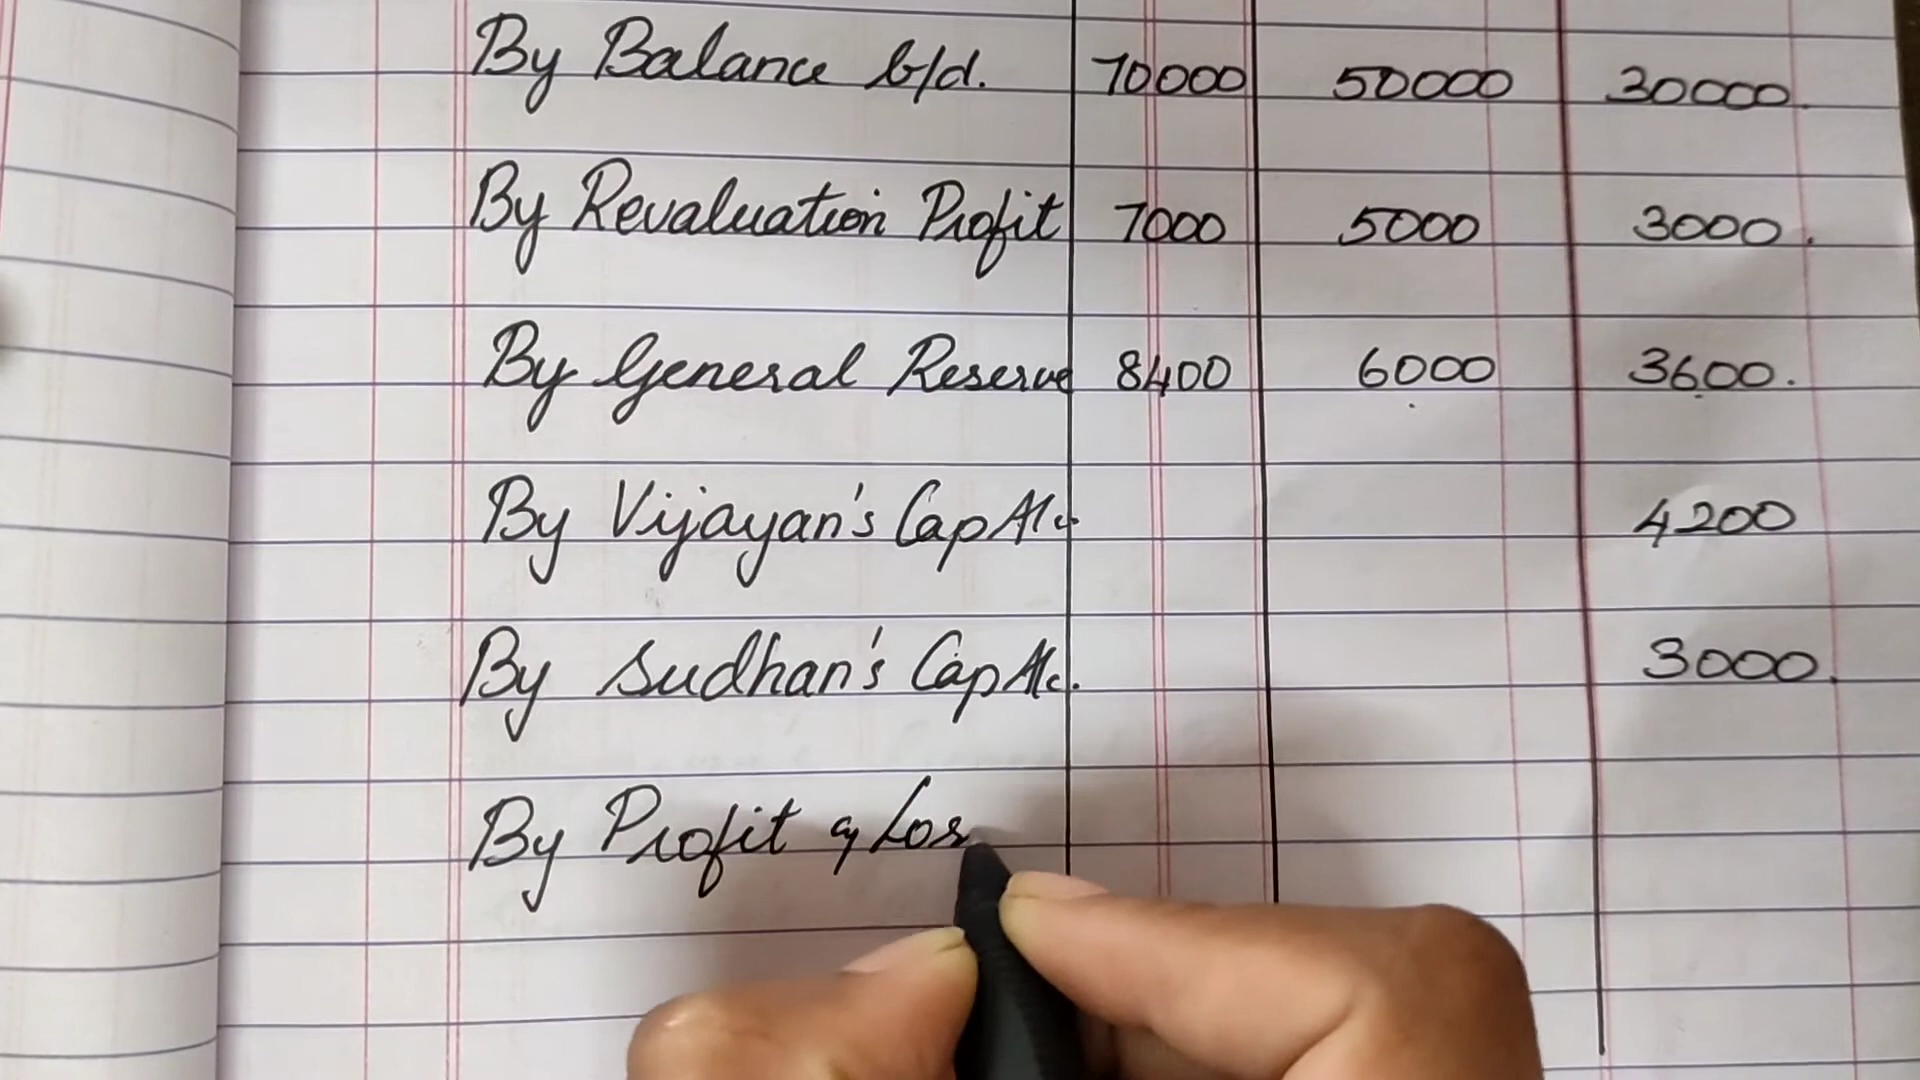 By Balance b/d. 70000 50000 30000.
By Revaluation Profit 7000 5000 3000.
By General Reserve 8400 6000 3600.
By Vijayan's Cap A/c 4200
By Sudhan's Cap A/c. 3000.
By Profit & Los